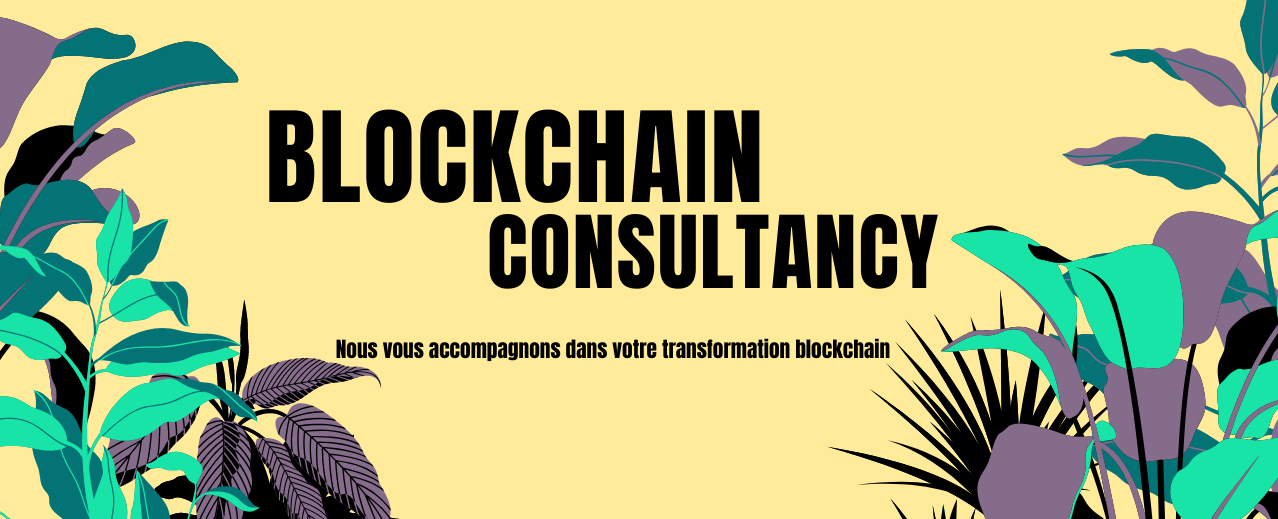 BLOCKCHAIN
CONSULTANCY
Nous vous accompagnons dans votre transformation blockchain